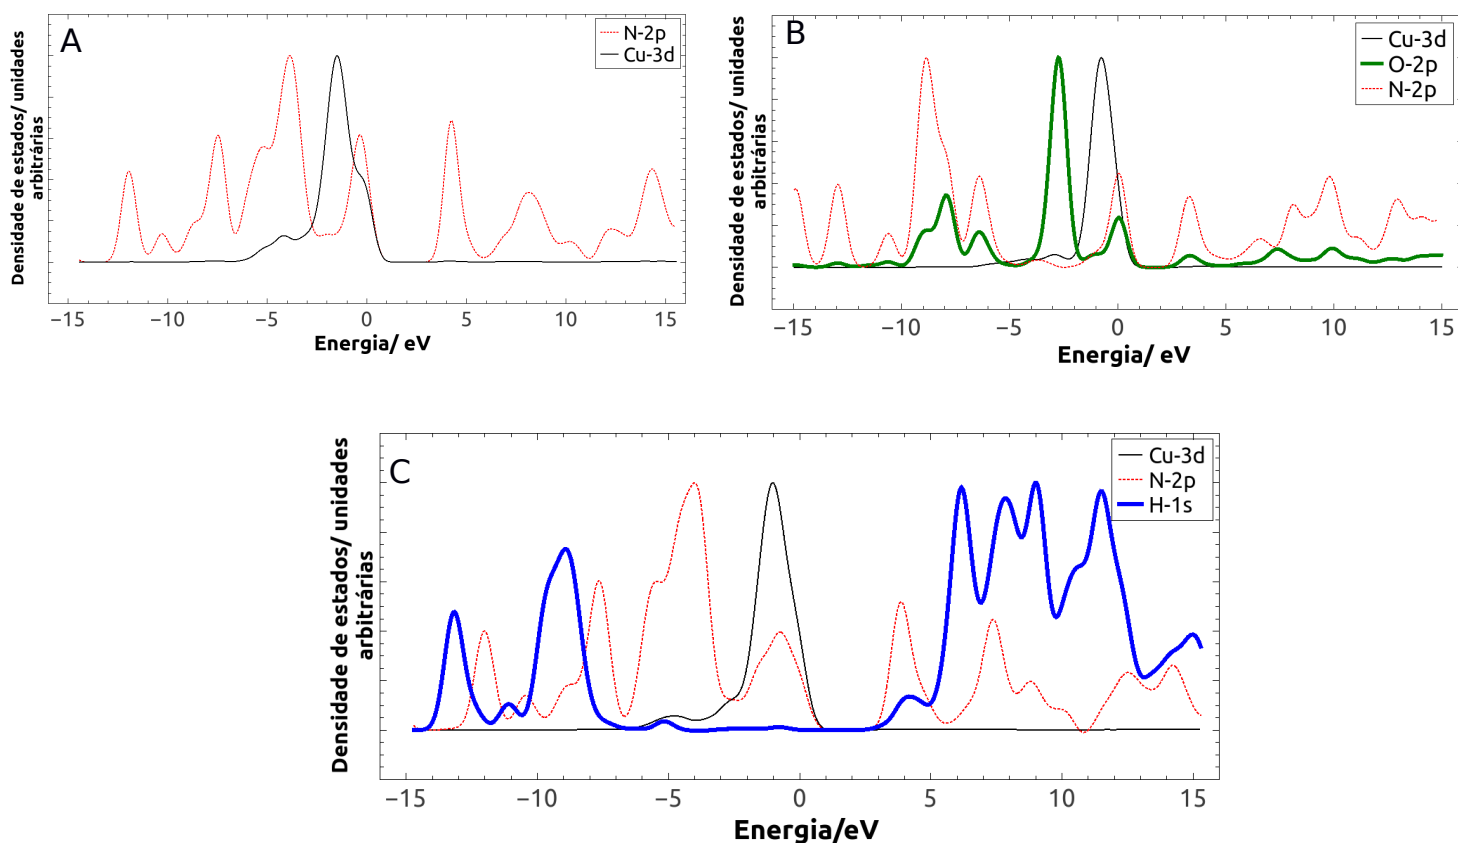 A
N-2p
Cu-3d
Densidade de estados/ unidades
arbitrárias
−15 −10 −5 0 5 10 15
Energia/ eV
B
Cu-3d
O-2p
N-2p
Densidade de estados/ unidades
arbitrárias
−15 −10 −5 0 5 10 15
Energia/ eV
C
Cu-3d
N-2p
H-1s
Densidade de estados/ unidades
arbitrárias
−15 −10 −5 0 5 10 15
Energia/eV